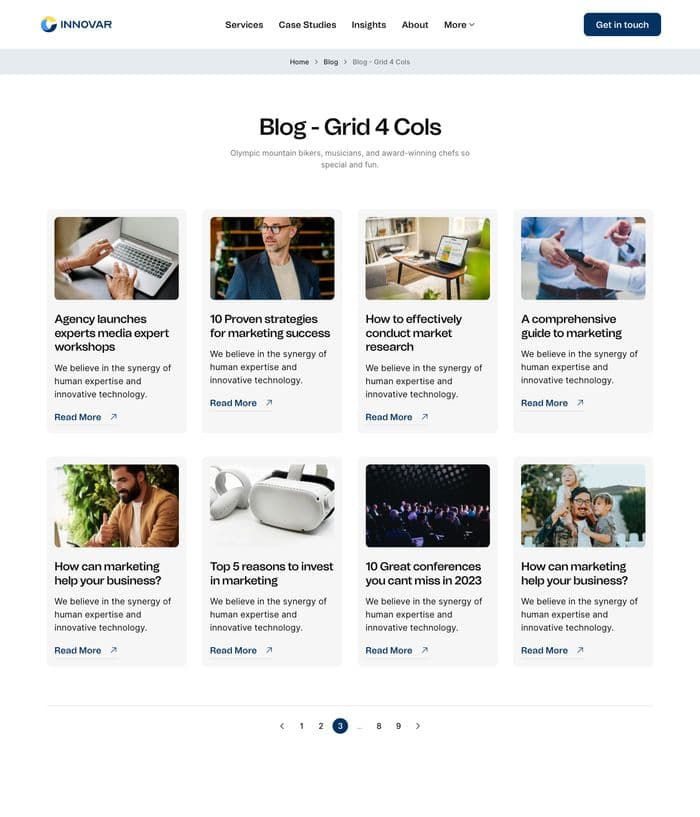 INNOVAR
Services
Case Studies
Insights
About
More
Get in touch
Home
Blog
Blog - Grid 4 Cols
Blog - Grid 4 Cols
Olympic mountain bikers, musicians, and award-winning chefs so
special and fun.
Agency launches
experts media expert
workshops
We believe in the synergy of
human expertise and
innovative technology.
Read More
10 Proven strategies
for marketing success
We believe in the synergy of
human expertise and
innovative technology.
Read More
How to effectively
conduct market
research
We believe in the synergy of
human expertise and
innovative technology.
Read More
A comprehensive
guide to marketing
We believe in the synergy of
human expertise and
innovative technology.
Read More
How can marketing
help your business?
We believe in the synergy of
human expertise and
innovative technology.
Read More
Top 5 reasons to invest
in marketing
We believe in the synergy of
human expertise and
innovative technology.
Read More
10 Great conferences
you cant miss in 2023
We believe in the synergy of
human expertise and
innovative technology.
Read More
How can marketing
help your business?
We believe in the synergy of
human expertise and
innovative technology.
Read More
1 2 3 ... 8 9